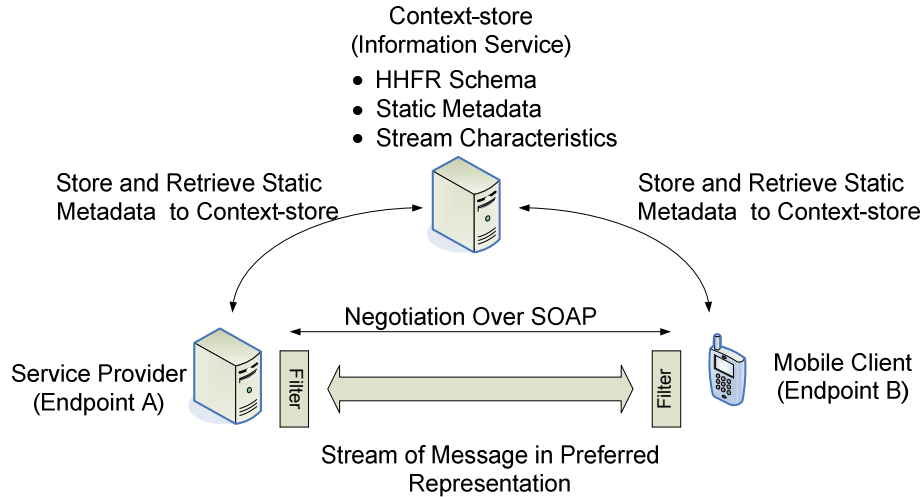 Context-store
(Information Service)
• HHFR Schema
• Static Metadata
• Stream Characteristics
Store and Retrieve Static
Metadata to Context-store
Store and Retrieve Static
Metadata to Context-store
Negotiation Over SOAP
Service Provider
(Endpoint A)
Filter
Filter
Mobile Client
(Endpoint B)
Stream of Message in Preferred
Representation